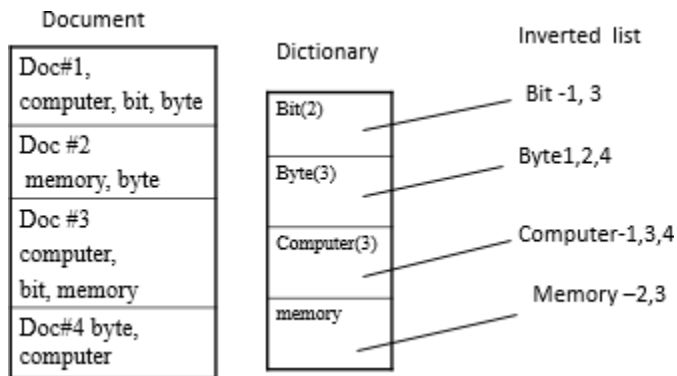 Document
Doc#1,
computer, bit, byte
Doc #2
memory, byte
Doc #3
computer,
bit, memory
Doc#4 byte,
computer
Dictionary
Bit(2)
Byte(3)
Computer(3)
memory
Inverted list
Bit -1, 3
Byte1,2,4
Computer-1,3,4
Memory –2,3